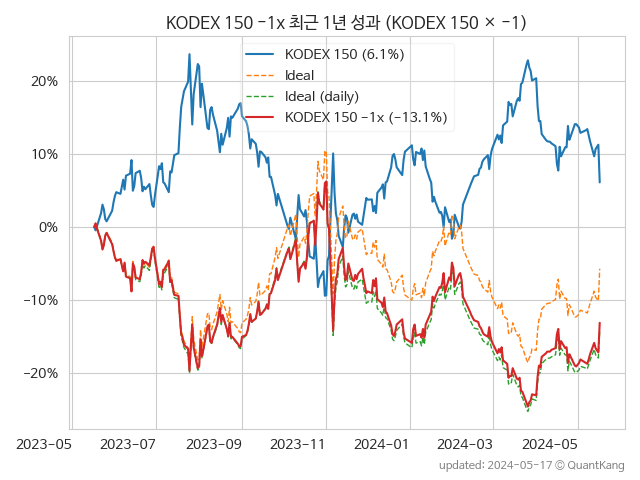 KODEX 150 −1x 최근 1년 성과 (KODEX 150 × −1)
KODEX 150 (6.1%)
Ideal
Ideal (daily)
KODEX 150 −1x (−13.1%)
20%
10%
0%
−10%
−20%
2023−05 2023−07 2023−09 2023−11 2024−01 2024−03 2024−05
updated: 2024−05−17 © QuantKang